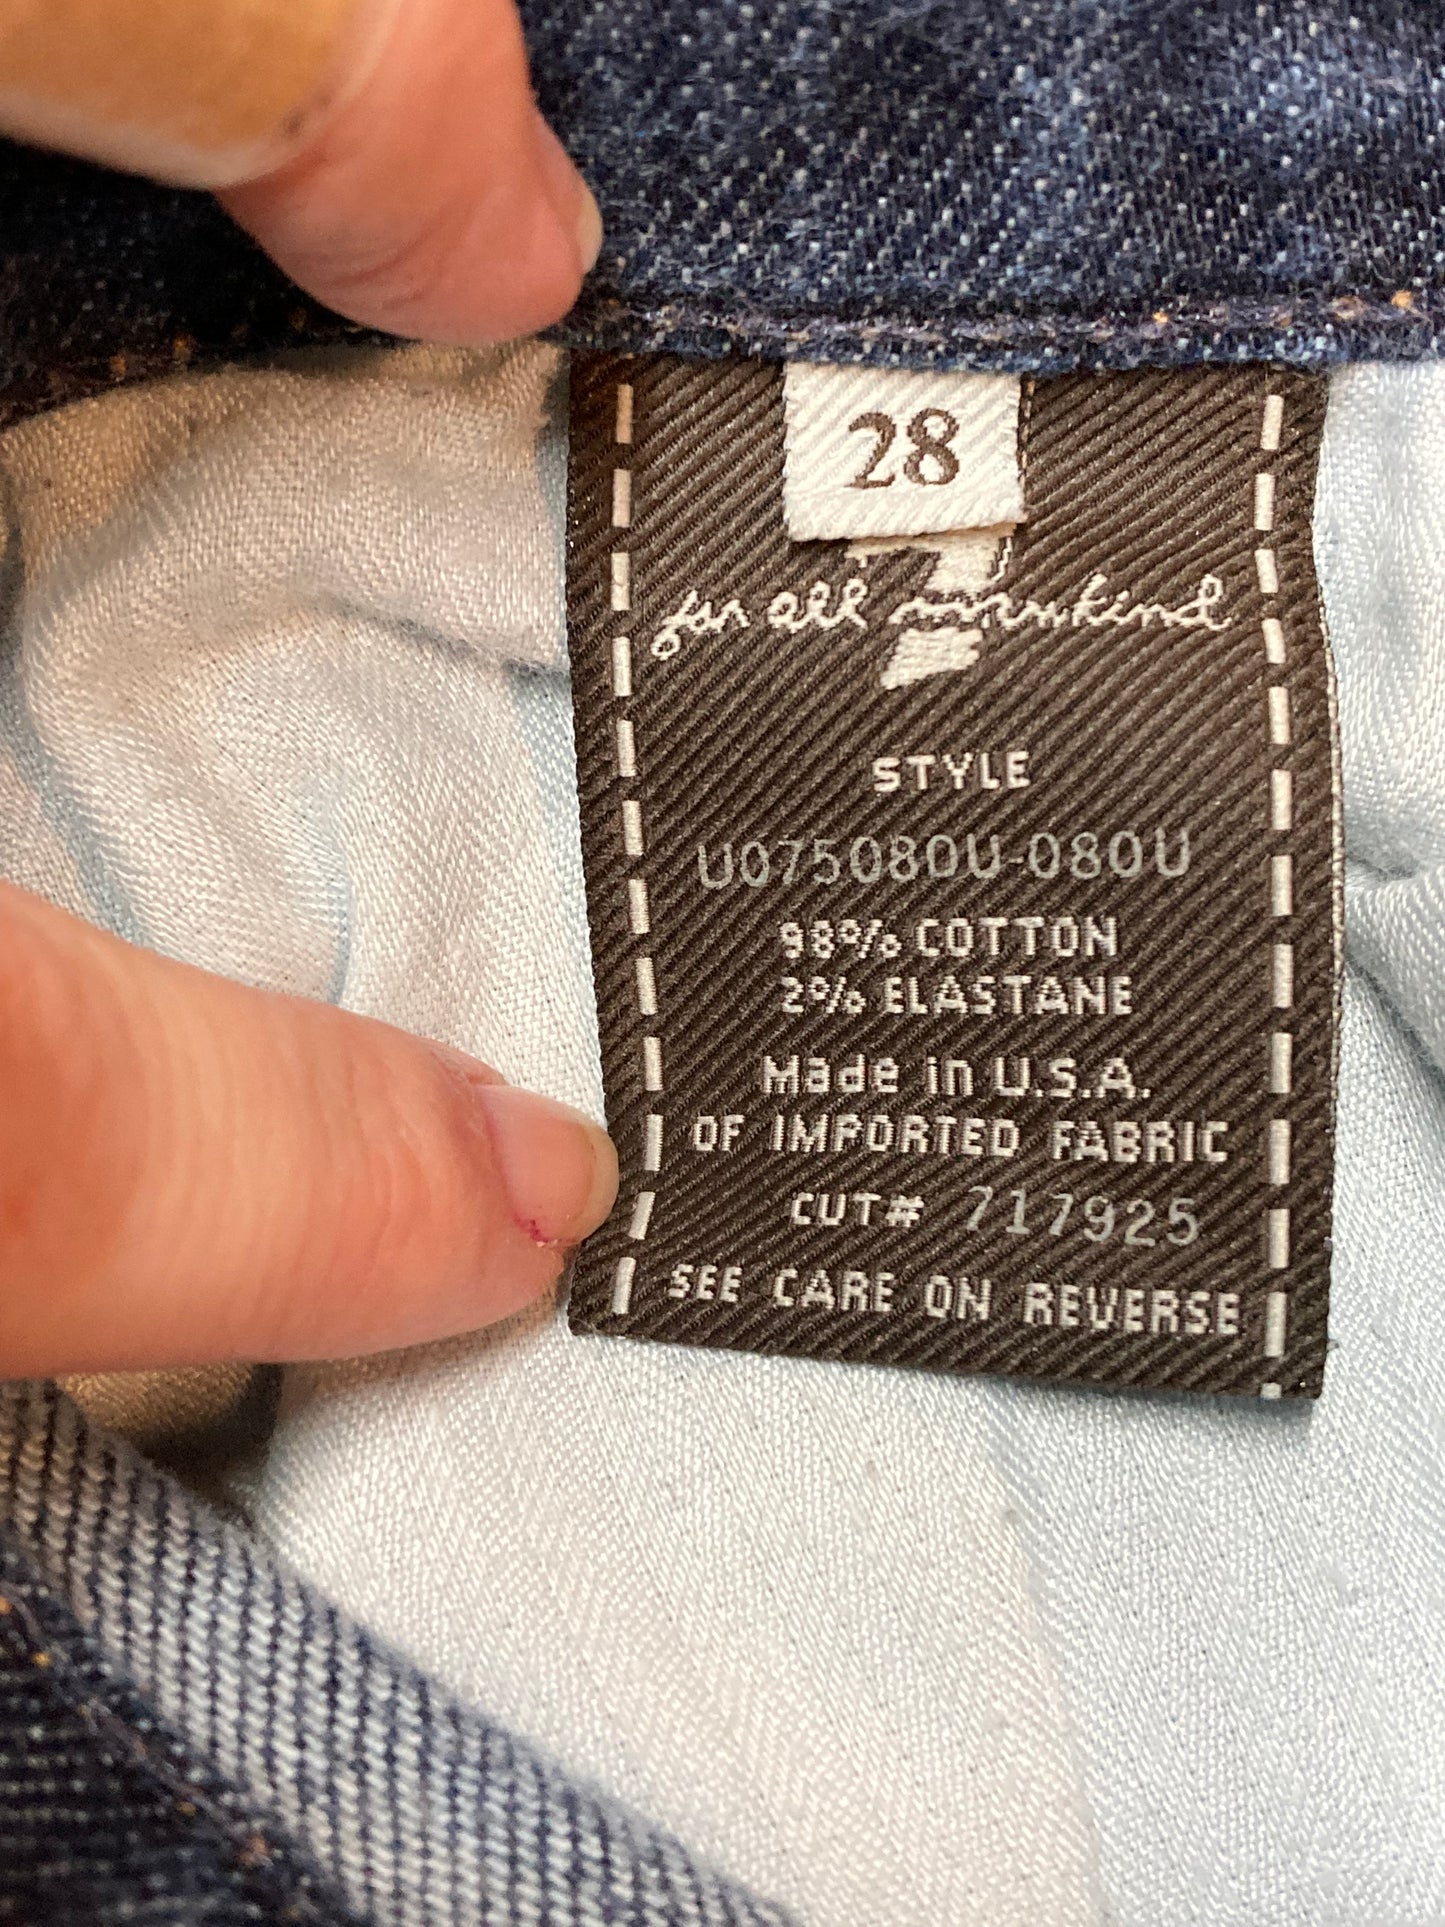 28
7
for all mankind
STYLE
U075080U-080U
98% COTTON
2% ELASTANE
Made in U.S.A.
OF IMPORTED FABRIC
CUT# 717925
SEE CARE ON REVERSE